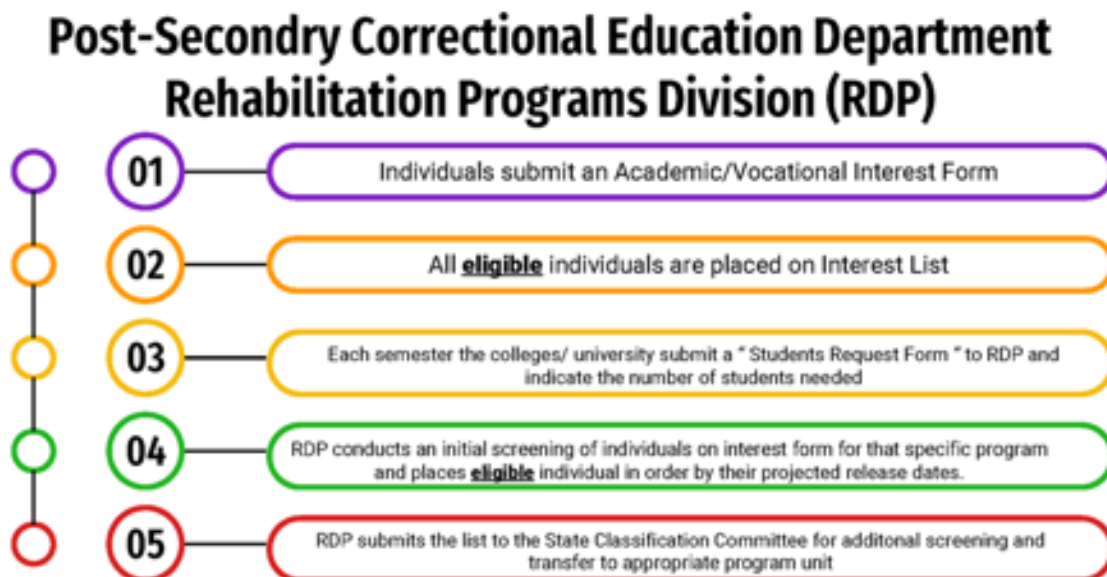 Post-Secondry Correctional Education Department
Rehabilitation Programs Division (RDP)
01
Individuals submit an Academic/Vocational Interest Form
02
All eligible individuals are placed on Interest List
03
Each semester the colleges/ university submit a “ Students Request Form “ to RDP and
indicate the number of students needed
04
RDP conducts an initial screening of individuals on interest form for that specific program
and places eligible individual in order by their projected release dates.
05
RDP submits the list to the State Classification Committee for additonal screening and
transfer to appropriate program unit